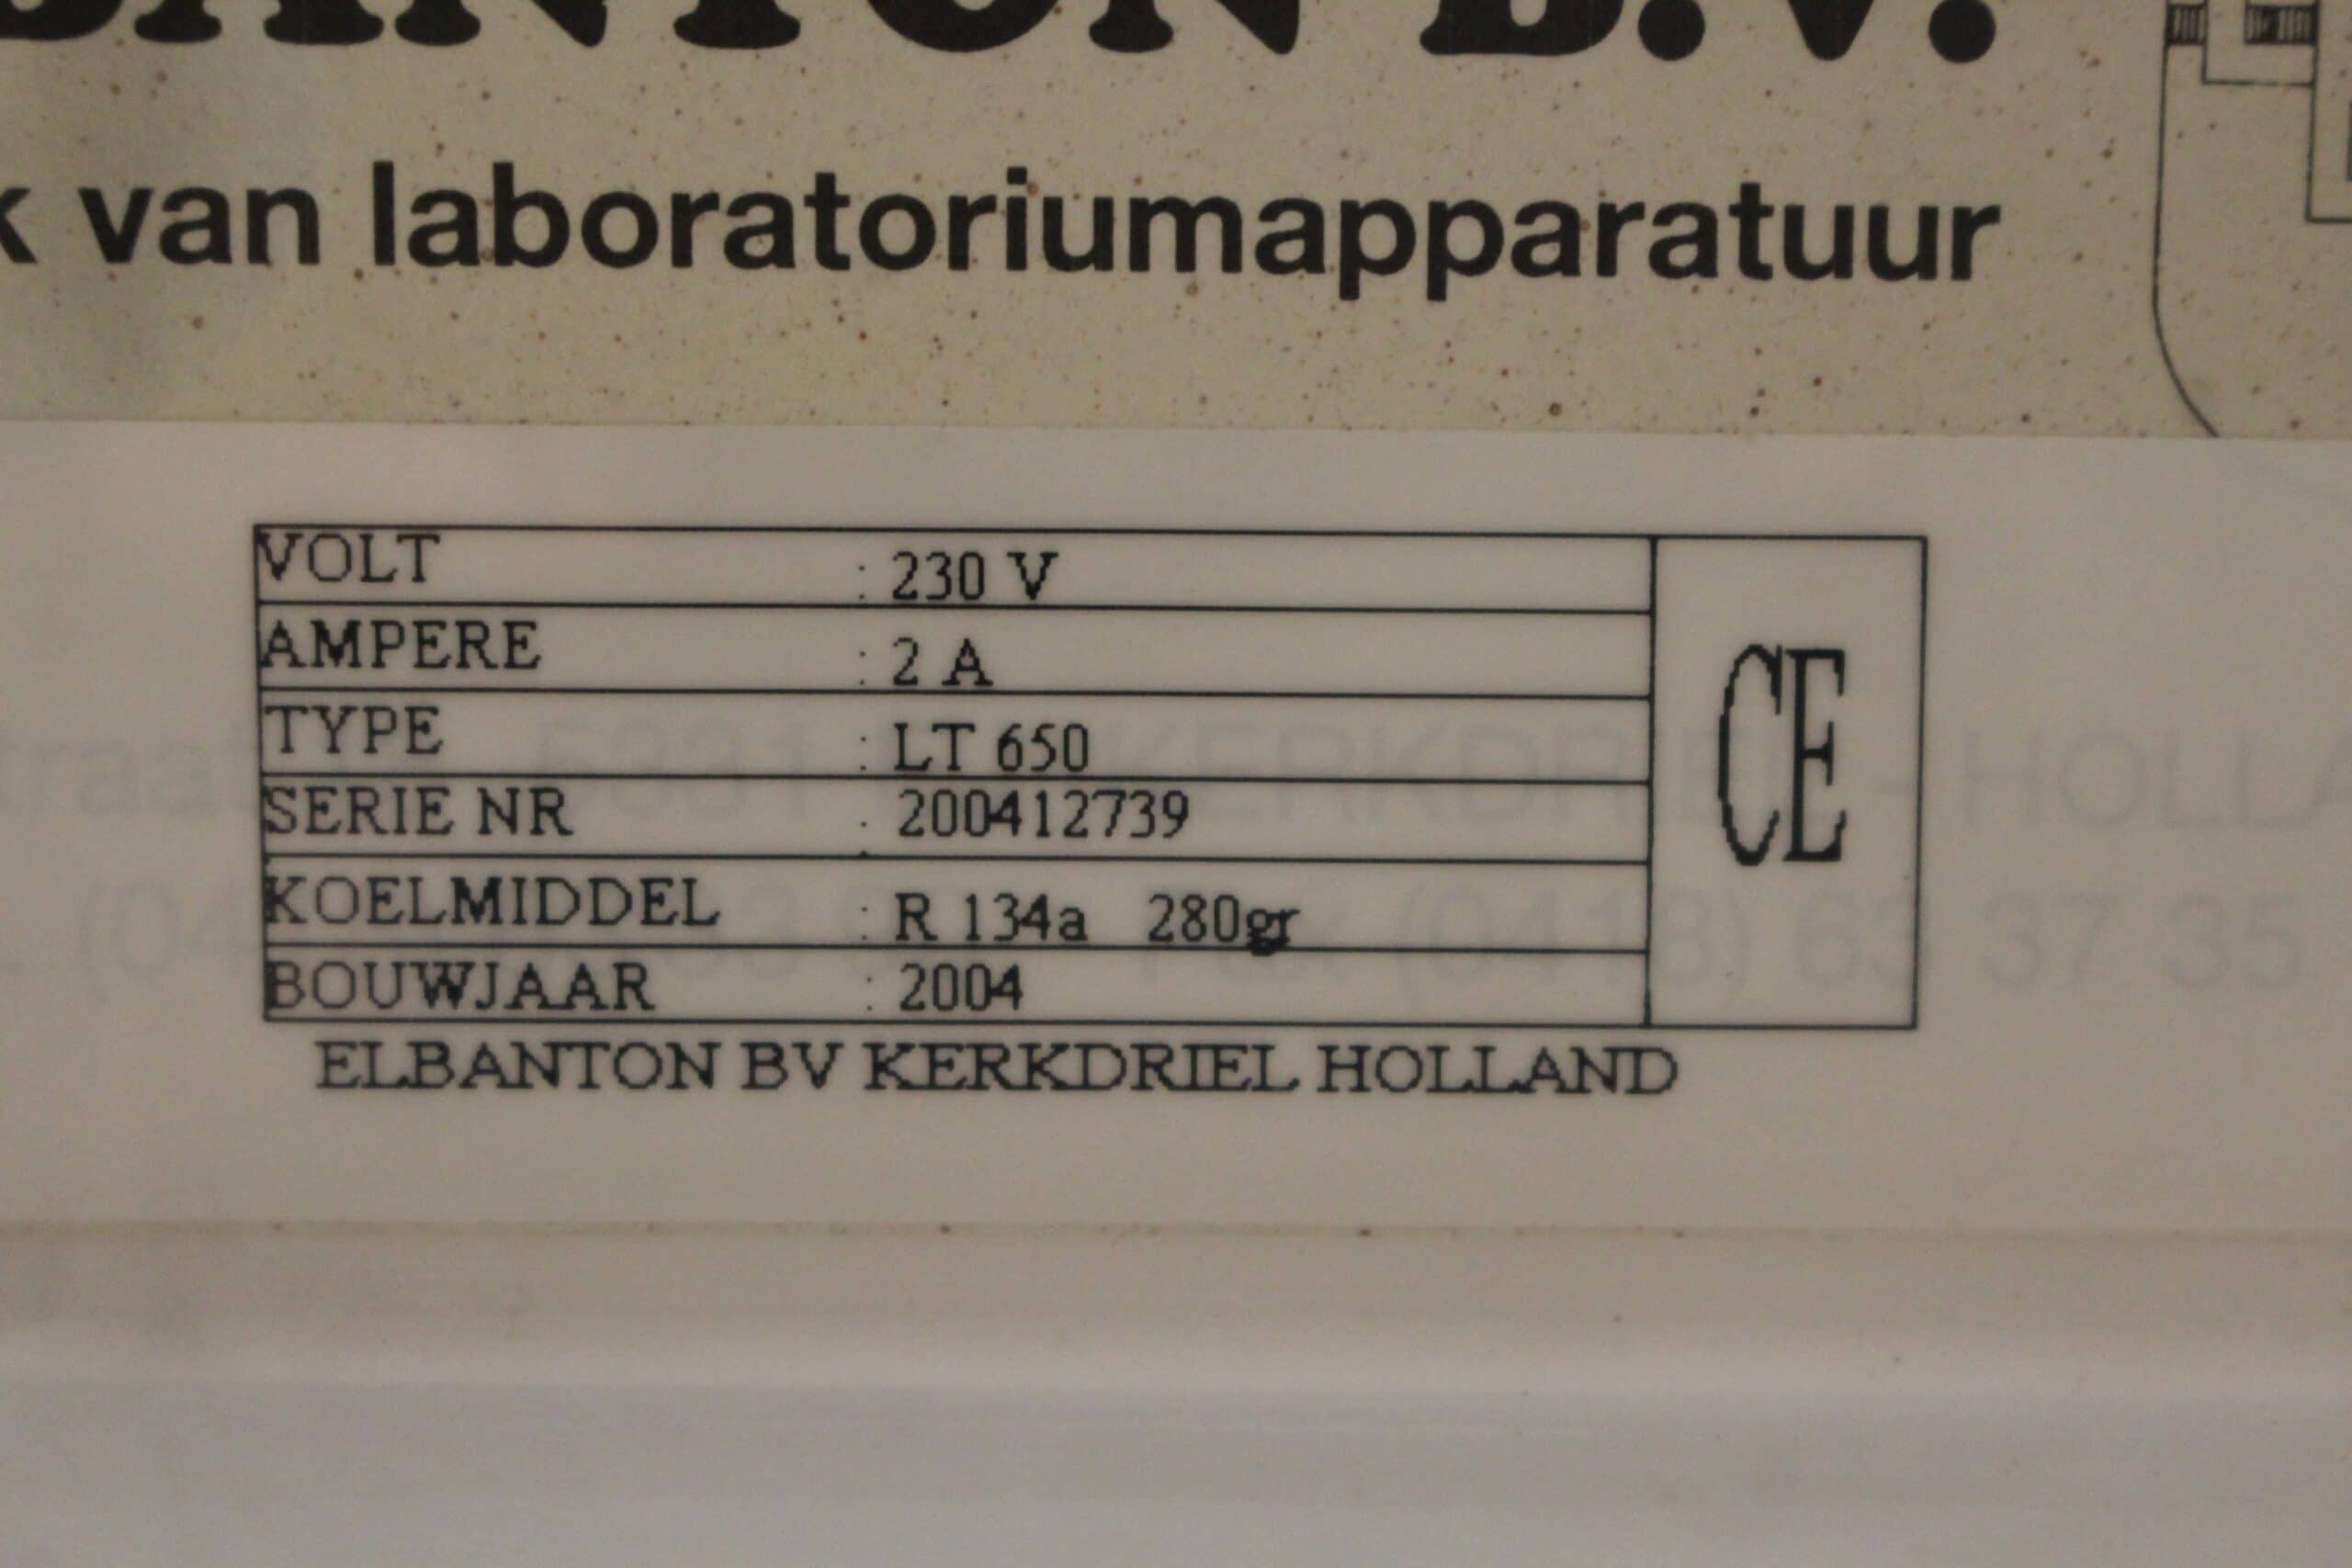 B.V.
van laboratoriumapparatuur
VOLT : 230 V
AMPERE : 2 A
TYPE : LT 650
SERIE NR : 200412739
KOELMIDDEL : R 134a 280gr
BOUWJAAR : 2004
CE
ELBANTON BV KERKDRIEL HOLLAND